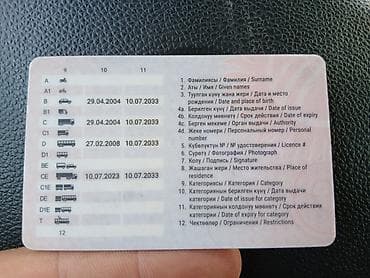 9 10 11
A
A1
B 29.04.2004 10.07.2033
B1
C 29.04.2004 10.07.2033
C1
D 27.02.2008 10.07.2033
D1
BE
CE 10.07.2023 10.07.2033
C1E
DE
D1E
T
12
1. Фамилиясы / Фамилия / Surname
2. Аты / Имя / Given names
3. Туулган күнү жана жери / Дата и место
рождения / Date and place of birth
4a. Берилген күнү / Дата выдачи / Date of issue
4b. Колдонуу мөөнөтү / Срок действия / Date of expiry
4c. Берген мекеме / Орган выдачи / Authority
4d. Жеке номери / Персональный номер / Personal
number
5. Күбөлүктүн № / № удостоверения / Licence #
6. Сүрөтү / Фотография / Photograph
7. Колу / Подпись / Signature
8. Жашаган жери / Место жительства / Place of
residence
9. Категориясы / Категория / Category
10. Категориянын берилген күнү / Дата выдачи
категории / Date of issue for category
11. Категориянын колдонуу мөөнөтү / Срок действия
категории / Date of expiry for category
12. Чектөөлөр / Ограничения / Restrictions